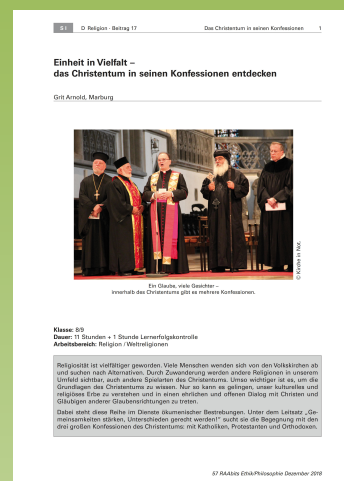 S I D Religion · Beitrag 17 Das Christentum in seinen Konfessionen 1
Einheit in Vielfalt –
das Christentum in seinen Konfessionen entdecken
Grit Arnold, Marburg
© Kirche in Not.
Ein Glaube, viele Gesichter –
innerhalb des Christentums gibt es mehrere Konfessionen.
Klasse: 8/9
Dauer: 11 Stunden + 1 Stunde Lernerfolgskontrolle
Arbeitsbereich: Religion / Weltreligionen
Religiosität ist vielfältiger geworden. Viele Menschen wenden sich von den Volkskirchen ab
und suchen nach Alternativen. Durch Zuwanderung werden andere Religionen in unserem
Umfeld sichtbar, auch andere Spielarten des Christentums. Umso wichtiger ist es, um die
Grundlagen des Christentums zu wissen. Nur so kann es gelingen, unser kulturelles und
religiöses Erbe zu verstehen und in einen ehrlichen und offenen Dialog mit Christen und
Gläubigen anderer Glaubensrichtungen zu treten.
Dabei steht diese Reihe im Dienste ökumenischer Bestrebungen. Unter dem Leitsatz „Ge-
meinsamkeiten stärken, Unterschieden gerecht werden!" sucht sie die Begegnung mit den
drei großen Konfessionen des Christentums: mit Katholiken, Protestanten und Orthodoxen.
57 RAAbits Ethik/Philosophie Dezember 2018